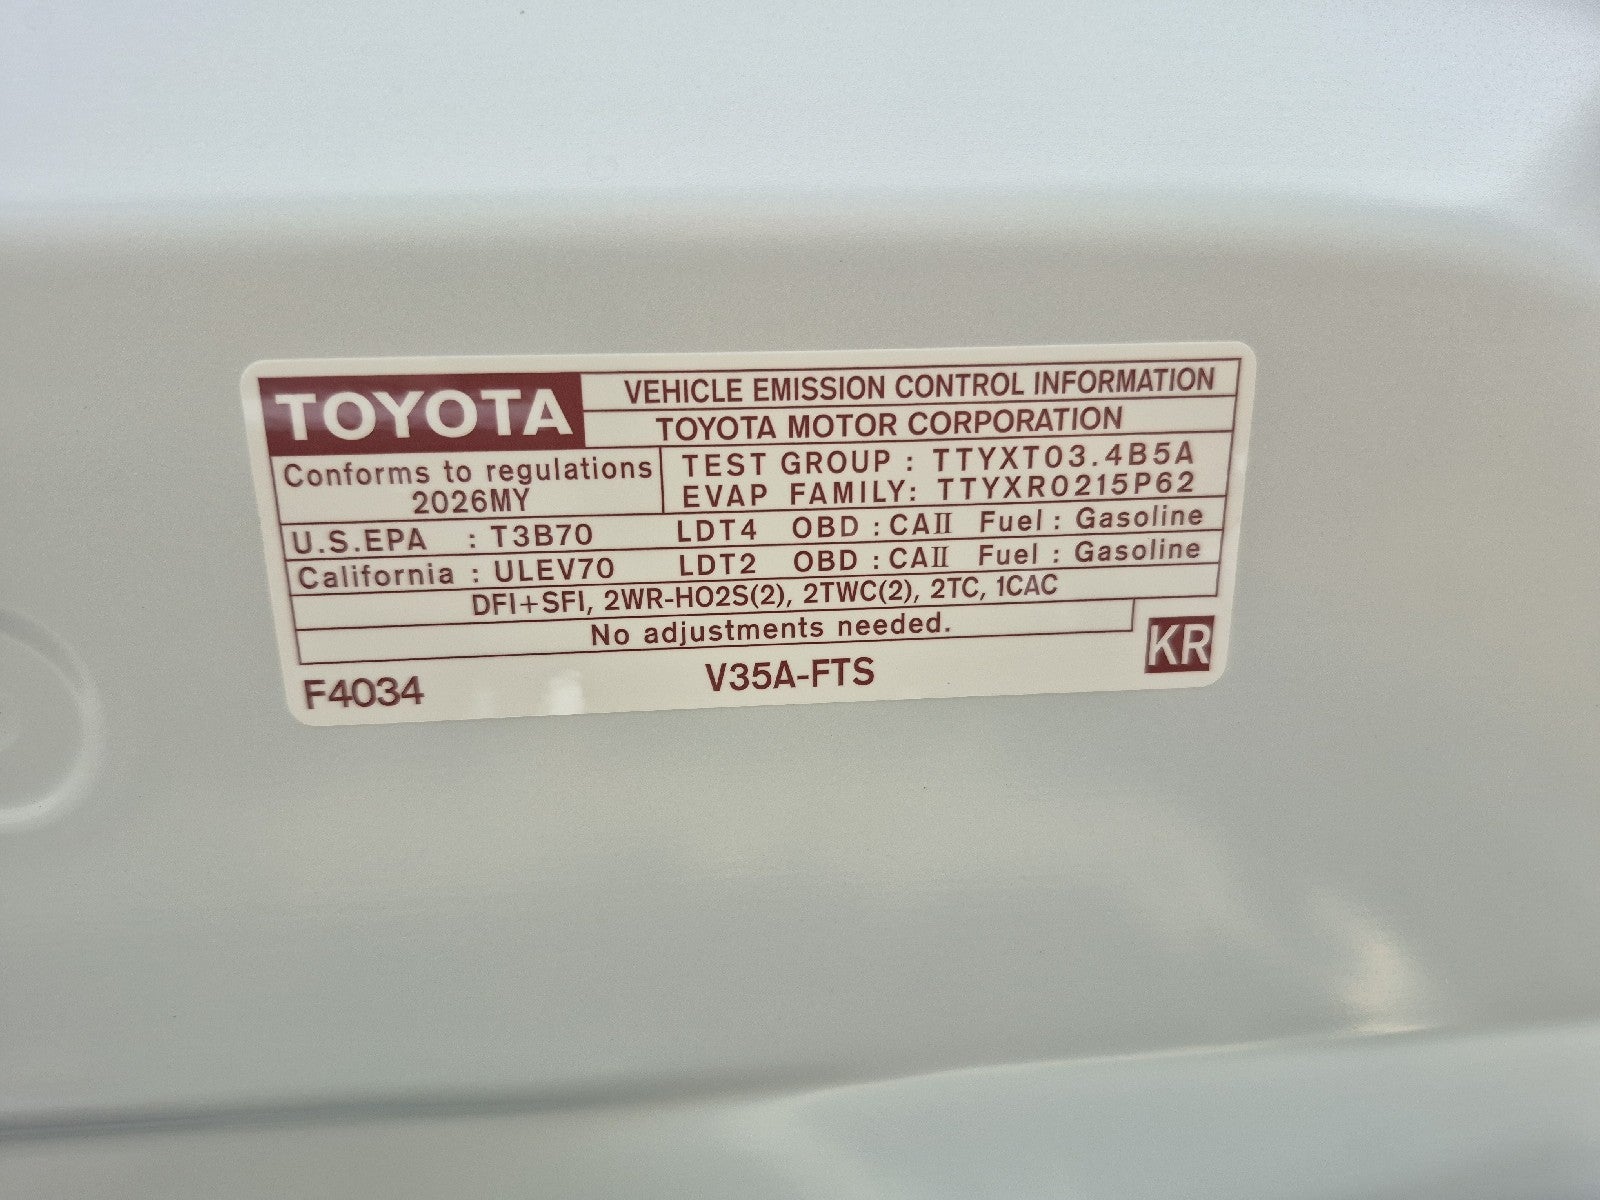 TOYOTA
VEHICLE EMISSION CONTROL INFORMATION
TOYOTA MOTOR CORPORATION
Conforms to regulations
2026MY
TEST GROUP : TTYXT03.4B5A
EVAP FAMILY: TTYXR0215P62
U.S.EPA : T3B70 LDT4 OBD : CAII Fuel : Gasoline
California : ULEV70 LDT2 OBD : CAII Fuel : Gasoline
DFI+SFI, 2WR-HO2S(2), 2TWC(2), 2TC, 1CAC
No adjustments needed.
F4034
V35A-FTS
KR